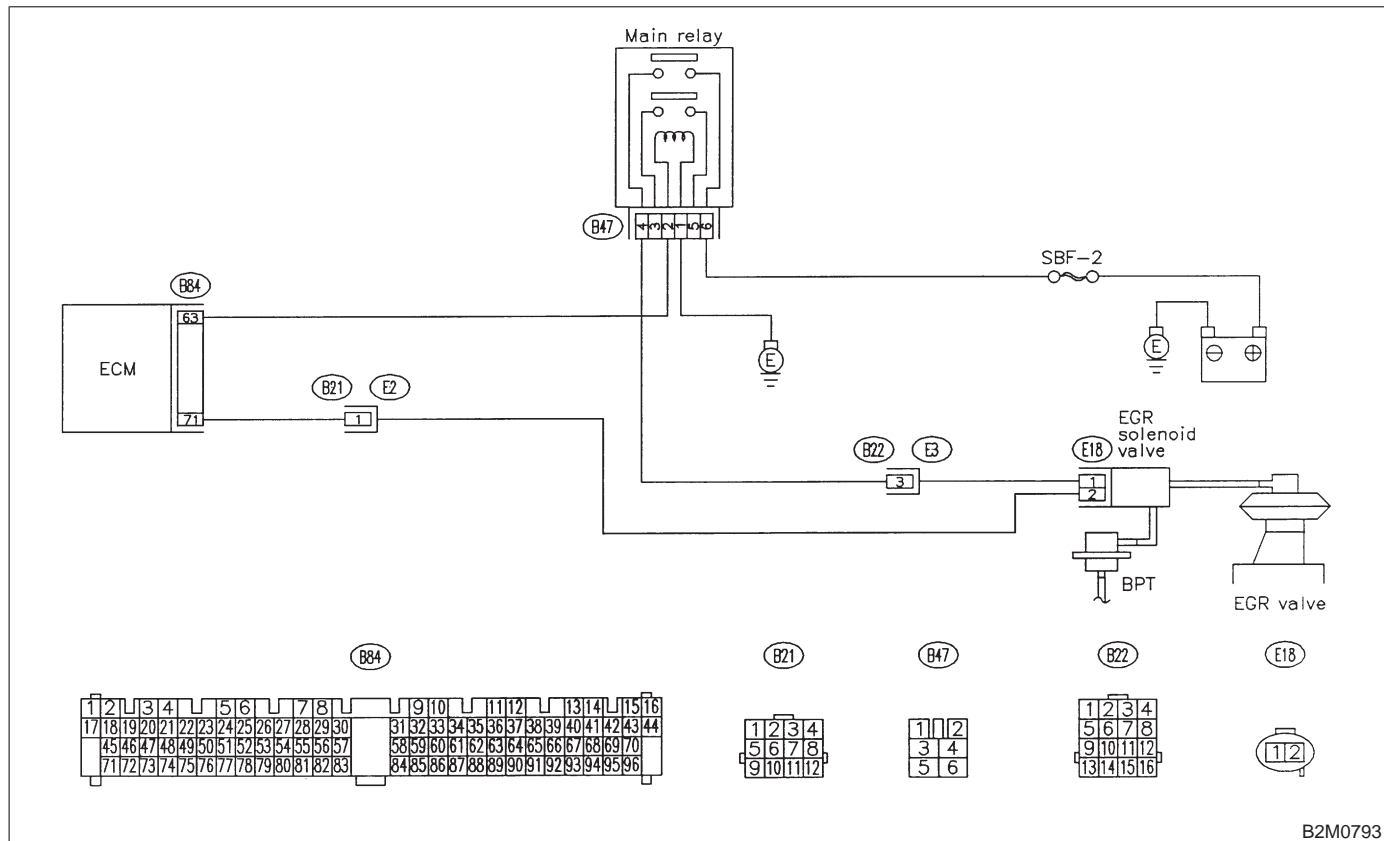 Main relay
B47
4 3 2 1 5 6
SBF-2
B84
63
E
E
ECM
B21 E2
71
1
EGR
solenoid
valve
B22 E3
E18
3
1
2
BPT
EGR valve
B84
B21
B47
B22
E18
1 2 3 4 5 6 7 8 9 10 11 12 13 14 15 16
17 18 19 20 21 22 23 24 25 26 27 28 29 30 31 32 33 34 35 36 37 38 39 40 41 42 43 44
45 46 47 48 49 50 51 52 53 54 55 56 57 58 59 60 61 62 63 64 65 66 67 68 69 70
71 72 73 74 75 76 77 78 79 80 81 82 83 84 85 86 87 88 89 90 91 92 93 94 95 96
1 2 3 4
5 6 7 8
9 10 11 12
1 2
3 4
5 6
1 2 3 4
5 6 7 8
9 10 11 12
13 14 15 16
1 2
B2M0793